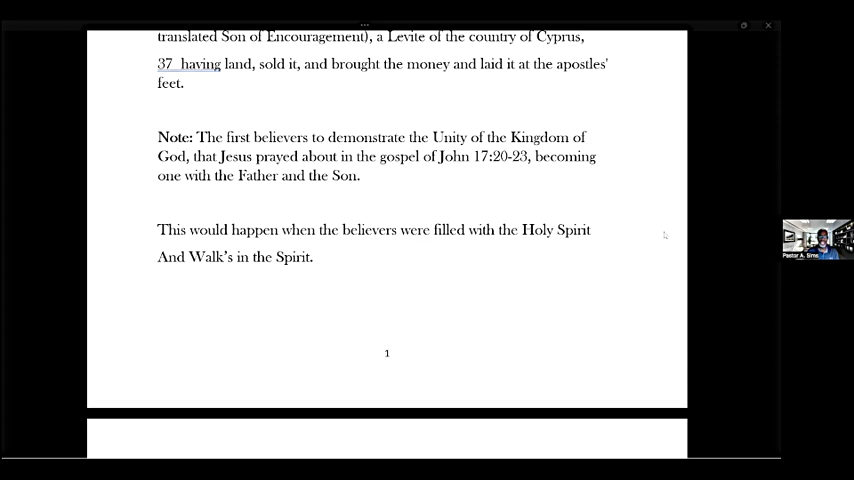 translated Son of Encouragement), a Levite of the country of Cyprus,
37 having land, sold it, and brought the money and laid it at the apostles'
feet.
Note: The first believers to demonstrate the Unity of the Kingdom of
God, that Jesus prayed about in the gospel of John 17:20-23, becoming
one with the Father and the Son.
This would happen when the believers were filled with the Holy Spirit
And Walk's in the Spirit.
1
Pastor A. Sims